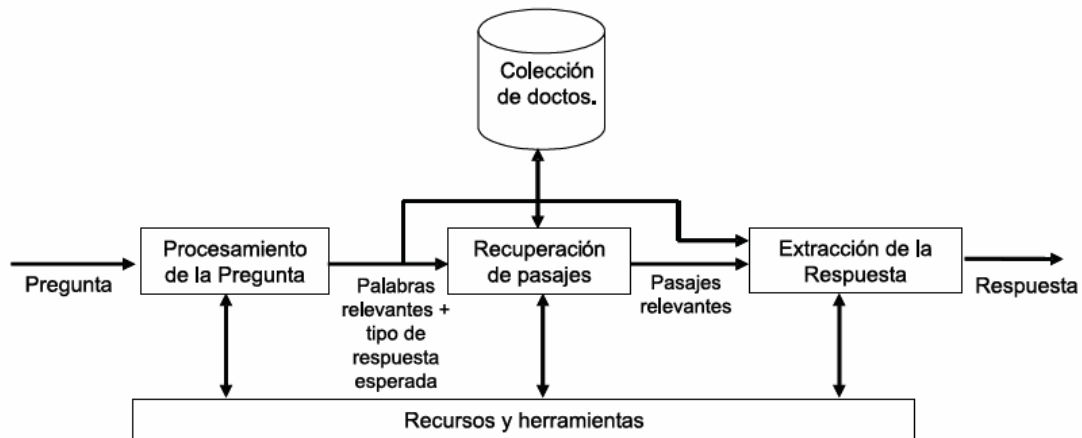 Colección
de doctos.
Procesamiento
de la Pregunta
Recuperación
de pasajes
Extracción de la
Respuesta
Pregunta
Palabras
relevantes +
tipo de
respuesta
esperada
Pasajes
relevantes
Respuesta
Recursos y herramientas